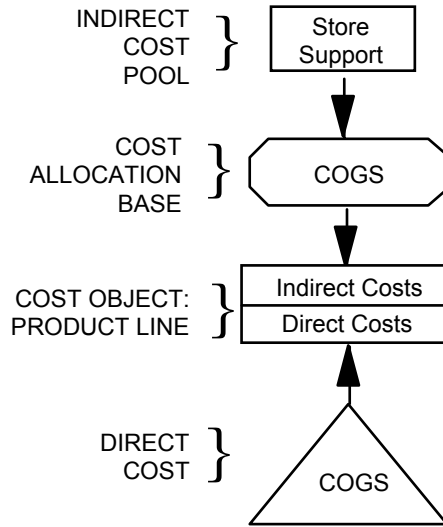 INDIRECT
COST
POOL
Store
Support
COST
ALLOCATION
BASE
COGS
COST OBJECT:
PRODUCT LINE
Indirect Costs
Direct Costs
DIRECT
COST
COGS